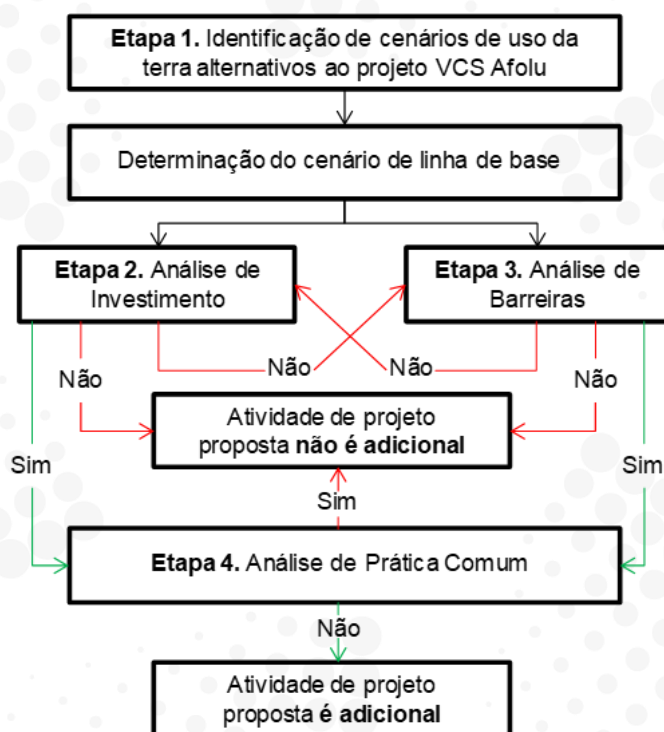 Etapa 1. Identificação de cenários de uso da
terra alternativos ao projeto VCS Afolu
Determinação do cenário de linha de base
Etapa 2. Análise de
Investimento
Etapa 3. Análise de
Barreiras
Não
Não
Não
Não
Atividade de projeto
proposta não é adicional
Sim
Sim
Sim
Etapa 4. Análise de Prática Comum
Não
Atividade de projeto
proposta é adicional